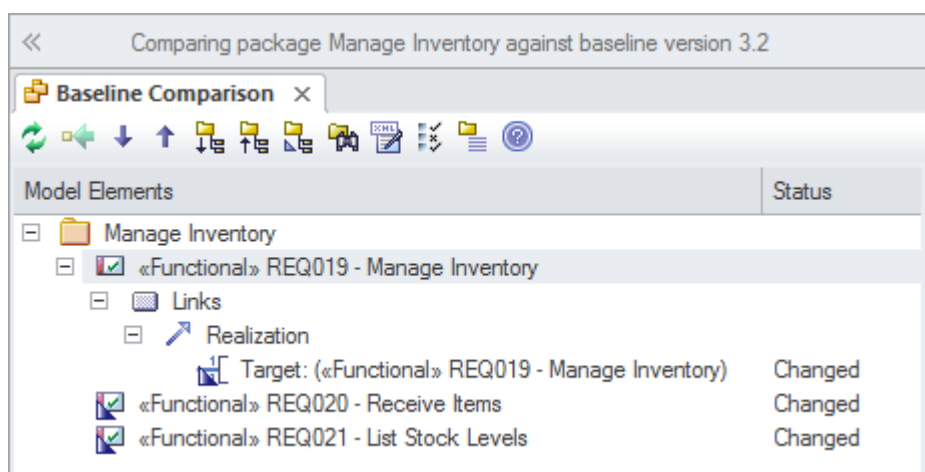 Comparing package Manage Inventory against baseline version 3.2
Baseline Comparison
Model Elements Status
Manage Inventory
«Functional» REQ019 - Manage Inventory
Links
Realization
Target: («Functional» REQ019 - Manage Inventory) Changed
«Functional» REQ020 - Receive Items Changed
«Functional» REQ021 - List Stock Levels Changed